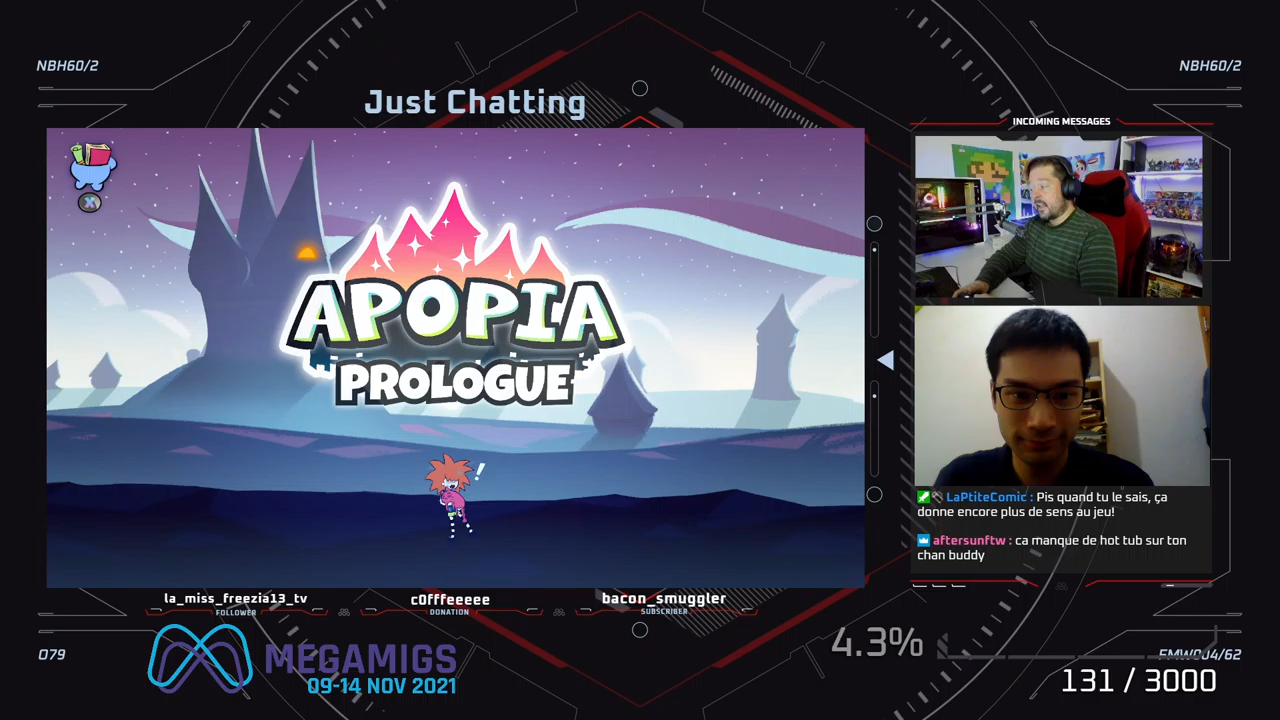 NBH60/2
NBH60/2
Just Chatting
INCOMING MESSAGES
X
APOPIA
PROLOGUE
!
LaPtiteComic : Pis quand tu le sais, ça
donne encore plus de sens au jeu!
aftersunftw : ca manque de hot tub sur ton
chan buddy
la_miss_freezia13_tv
FOLLOWER
c0fffeeeee
DONATION
bacon_smuggler
SUBSCRIBER
079
MEGAMIGS
09-14 NOV 2021
4.3%
FMW004/62
131 / 3000